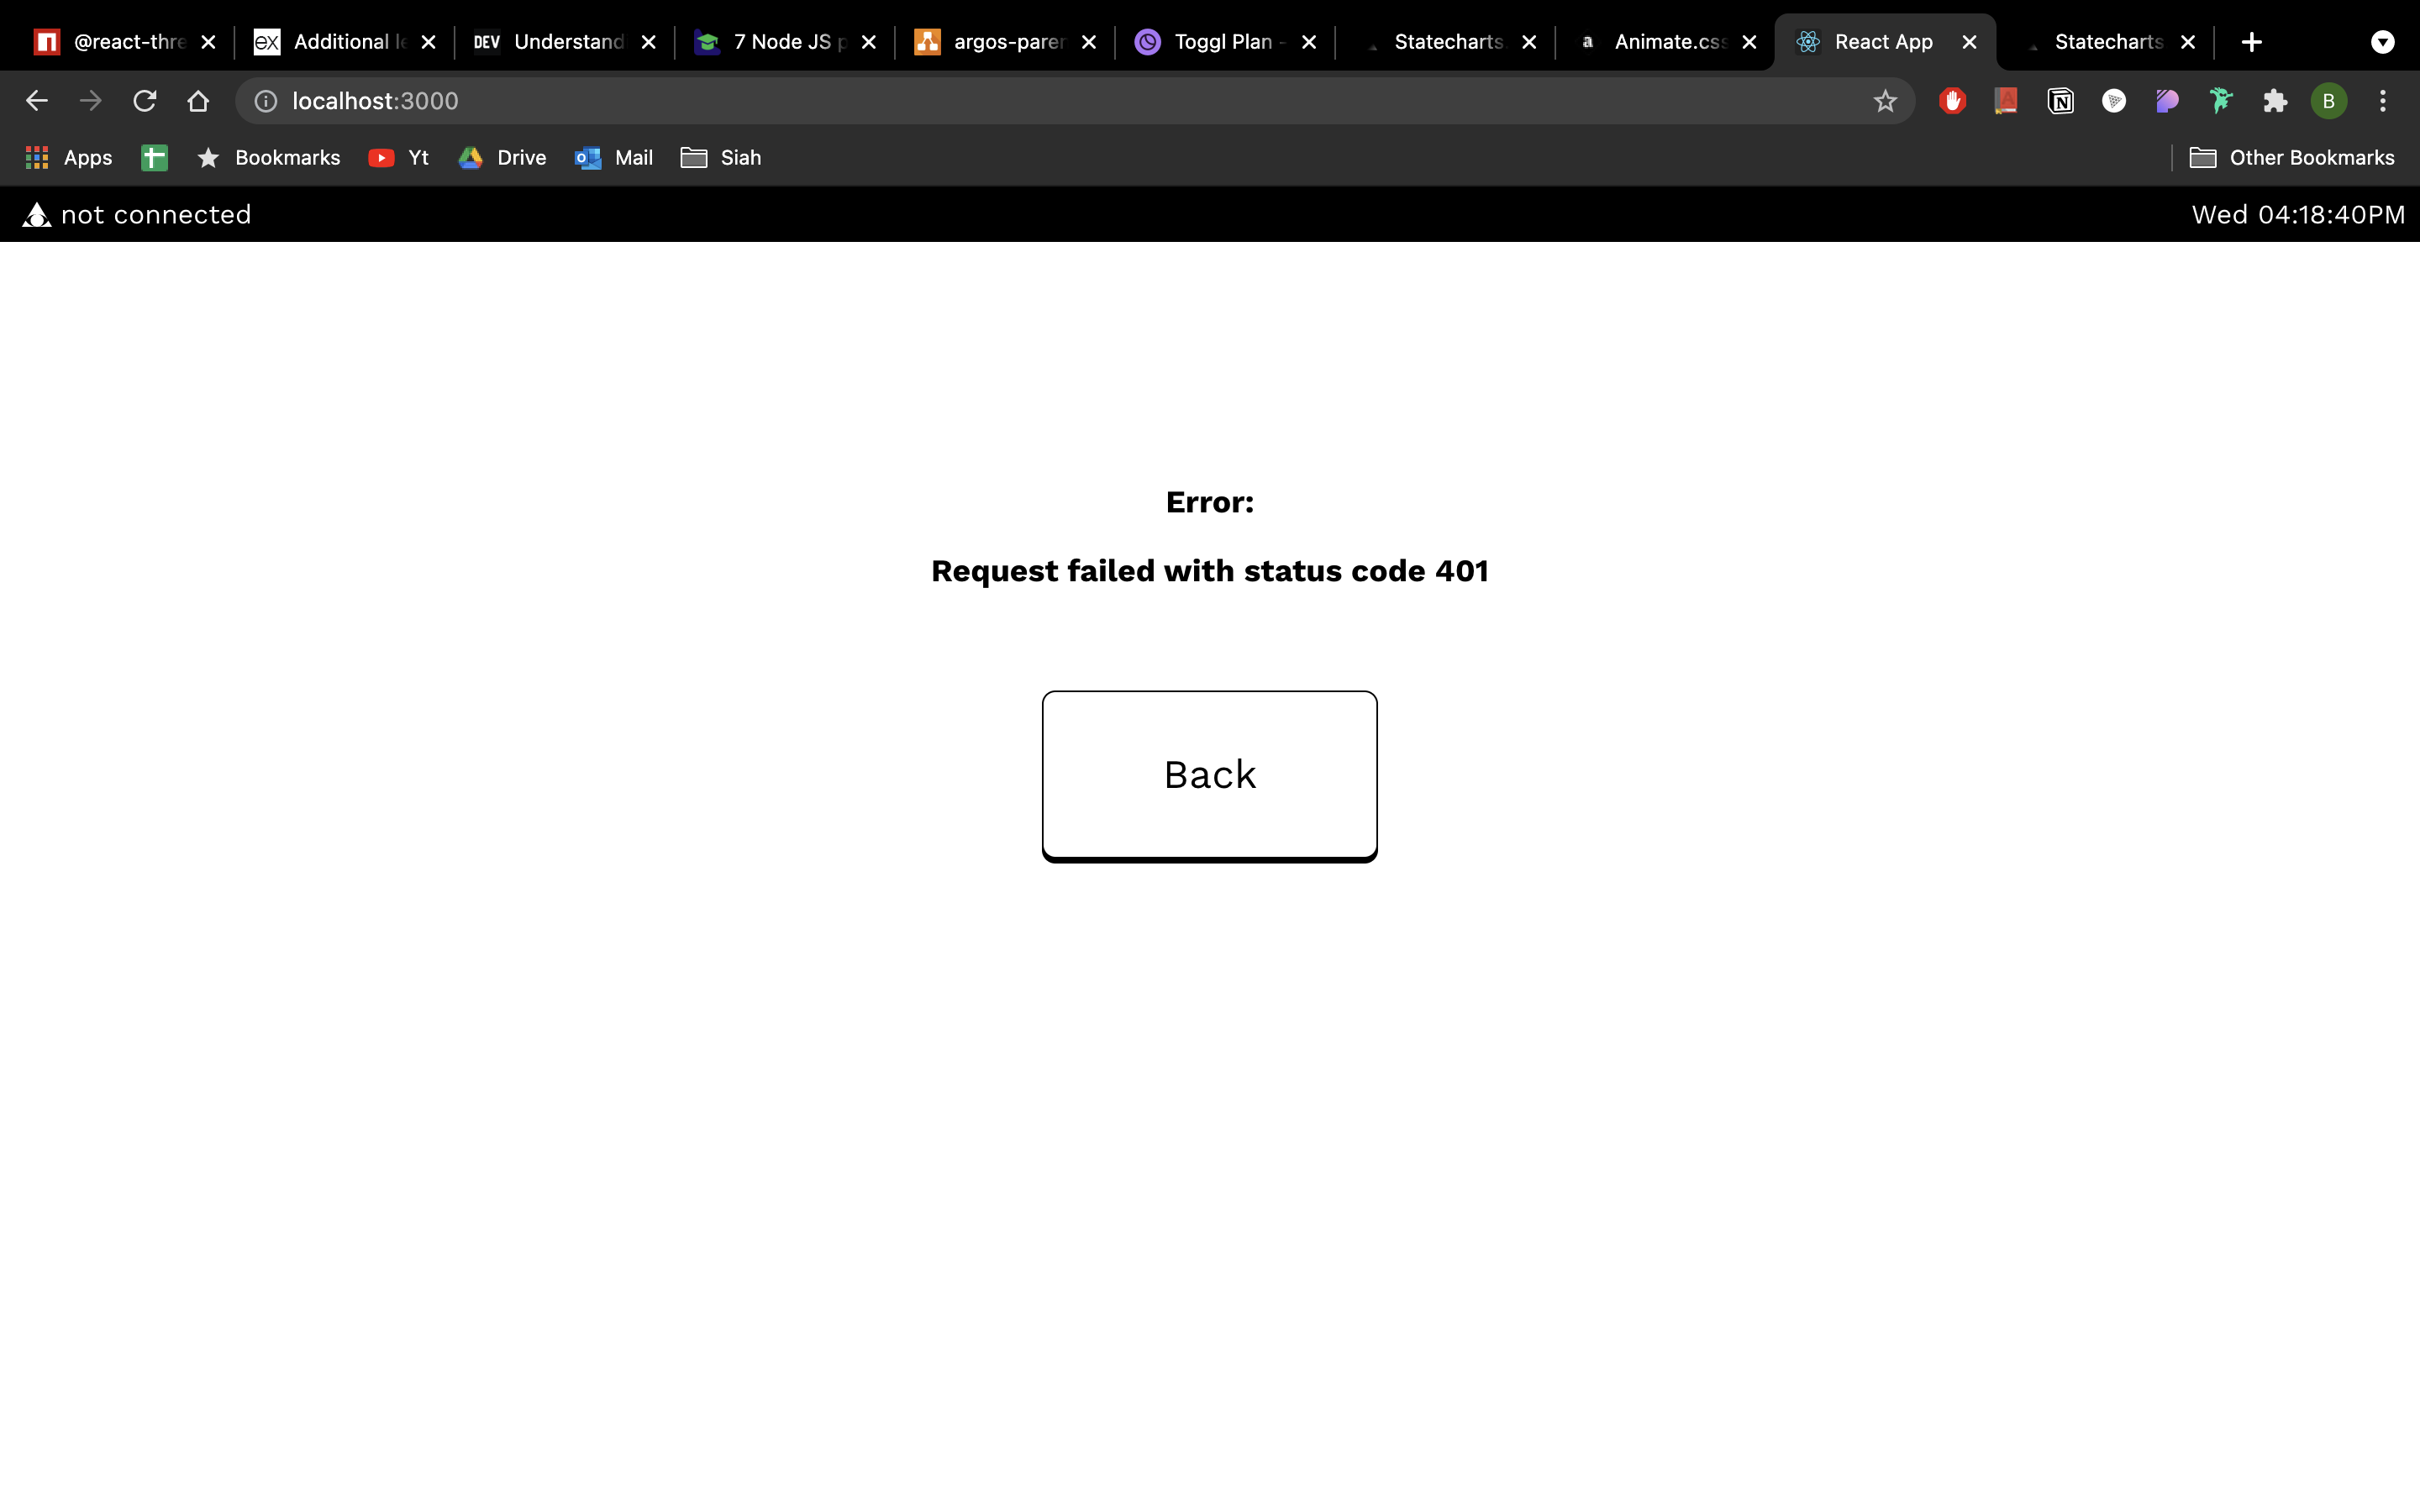 @react-thre
Additional le
DEV Understand
7 Node JS p
argos-paren
Toggl Plan -
Statecharts
a Animate.css
React App
Statecharts
localhost:3000
B
Apps
Bookmarks
Yt
Drive
Mail
Siah
Other Bookmarks
not connected
Wed 04:18:40PM
Error:
Request failed with status code 401
Back